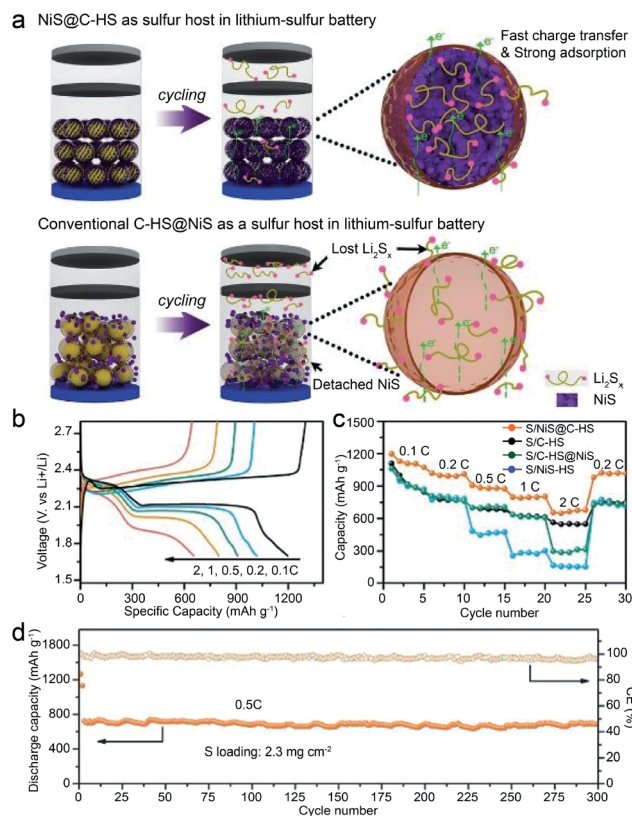 a
NiS@C-HS as sulfur host in lithium-sulfur battery
Fast charge transfer
& Strong adsorption
cycling
e-
e-
e-
e-
Conventional C-HS@NiS as a sulfur host in lithium-sulfur battery
Lost Li2Sx
cycling
e-
e-
e-
e-
e-
Detached NiS
Li2Sx
NiS
b
2.7
2.4
2.1
1.8
1.5
Voltage (V. vs Li+/Li)
2, 1, 0.5, 0.2, 0.1C
0 300 600 900 1200
Specific Capacity (mAh g-1)
c
1500
1200
900
600
300
0
Capacity (mAh g-1)
S/NiS@C-HS
S/C-HS
S/C-HS@NiS
S/NiS-HS
0.1 C
0.2 C
0.5 C
1 C
2 C
0.2 C
0 5 10 15 20 25 30
Cycle number
d
1800
1600
1200
800
400
0
Discharge capacity (mAh g-1)
0.5C
S loading: 2.3 mg cm-2
100
80
60
40
20
0
CE (%)
0 25 50 75 100 125 150 175 200 225 250 275 300
Cycle number